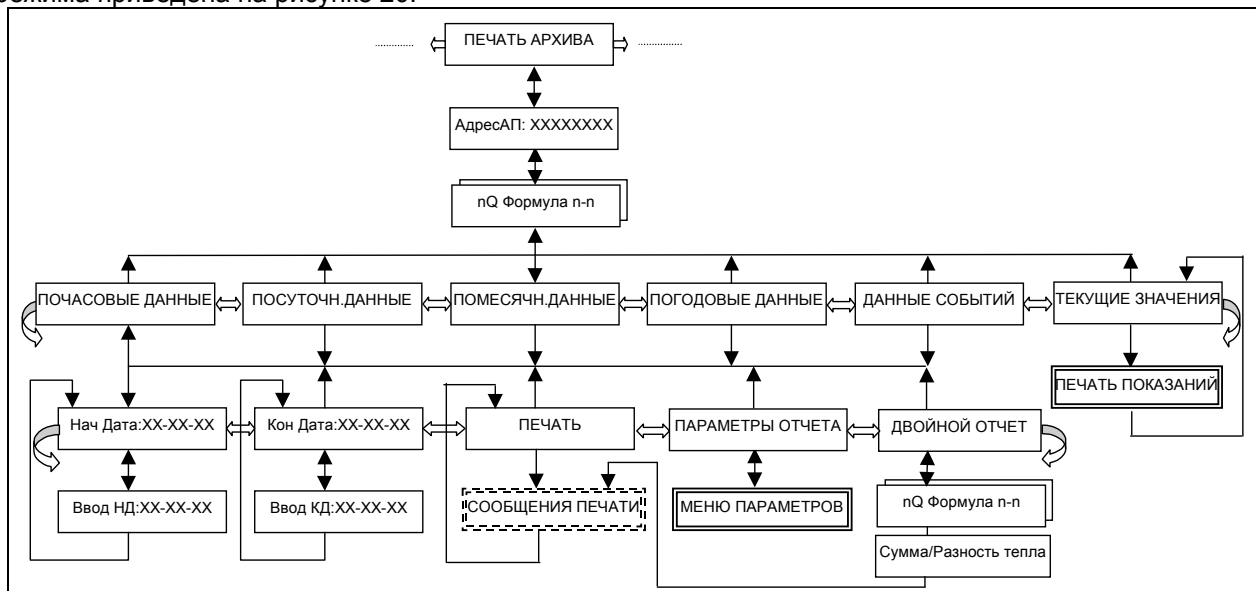 режима приведена на рисунке 20.
ПЕЧАТЬ АРХИВА
АдресАП: XXXXXXXX
nQ Формула n-n
ПОЧАСОВЫЕ ДАННЫЕ
ПОСУТОЧН.ДАННЫЕ
ПОМЕСЯЧН.ДАННЫЕ
ПОГОДОВЫЕ ДАННЫЕ
ДАННЫЕ СОБЫТИЙ
ТЕКУЩИЕ ЗНАЧЕНИЯ
ПЕЧАТЬ ПОКАЗАНИЙ
Нач Дата:XX-XX-XX
Кон Дата:XX-XX-XX
ПЕЧАТЬ
ПАРАМЕТРЫ ОТЧЕТА
ДВОЙНОЙ ОТЧЕТ
Ввод НД:XX-XX-XX
Ввод КД:XX-XX-XX
СООБЩЕНИЯ ПЕЧАТИ
МЕНЮ ПАРАМЕТРОВ
nQ Формула n-n
Сумма/Разность тепла